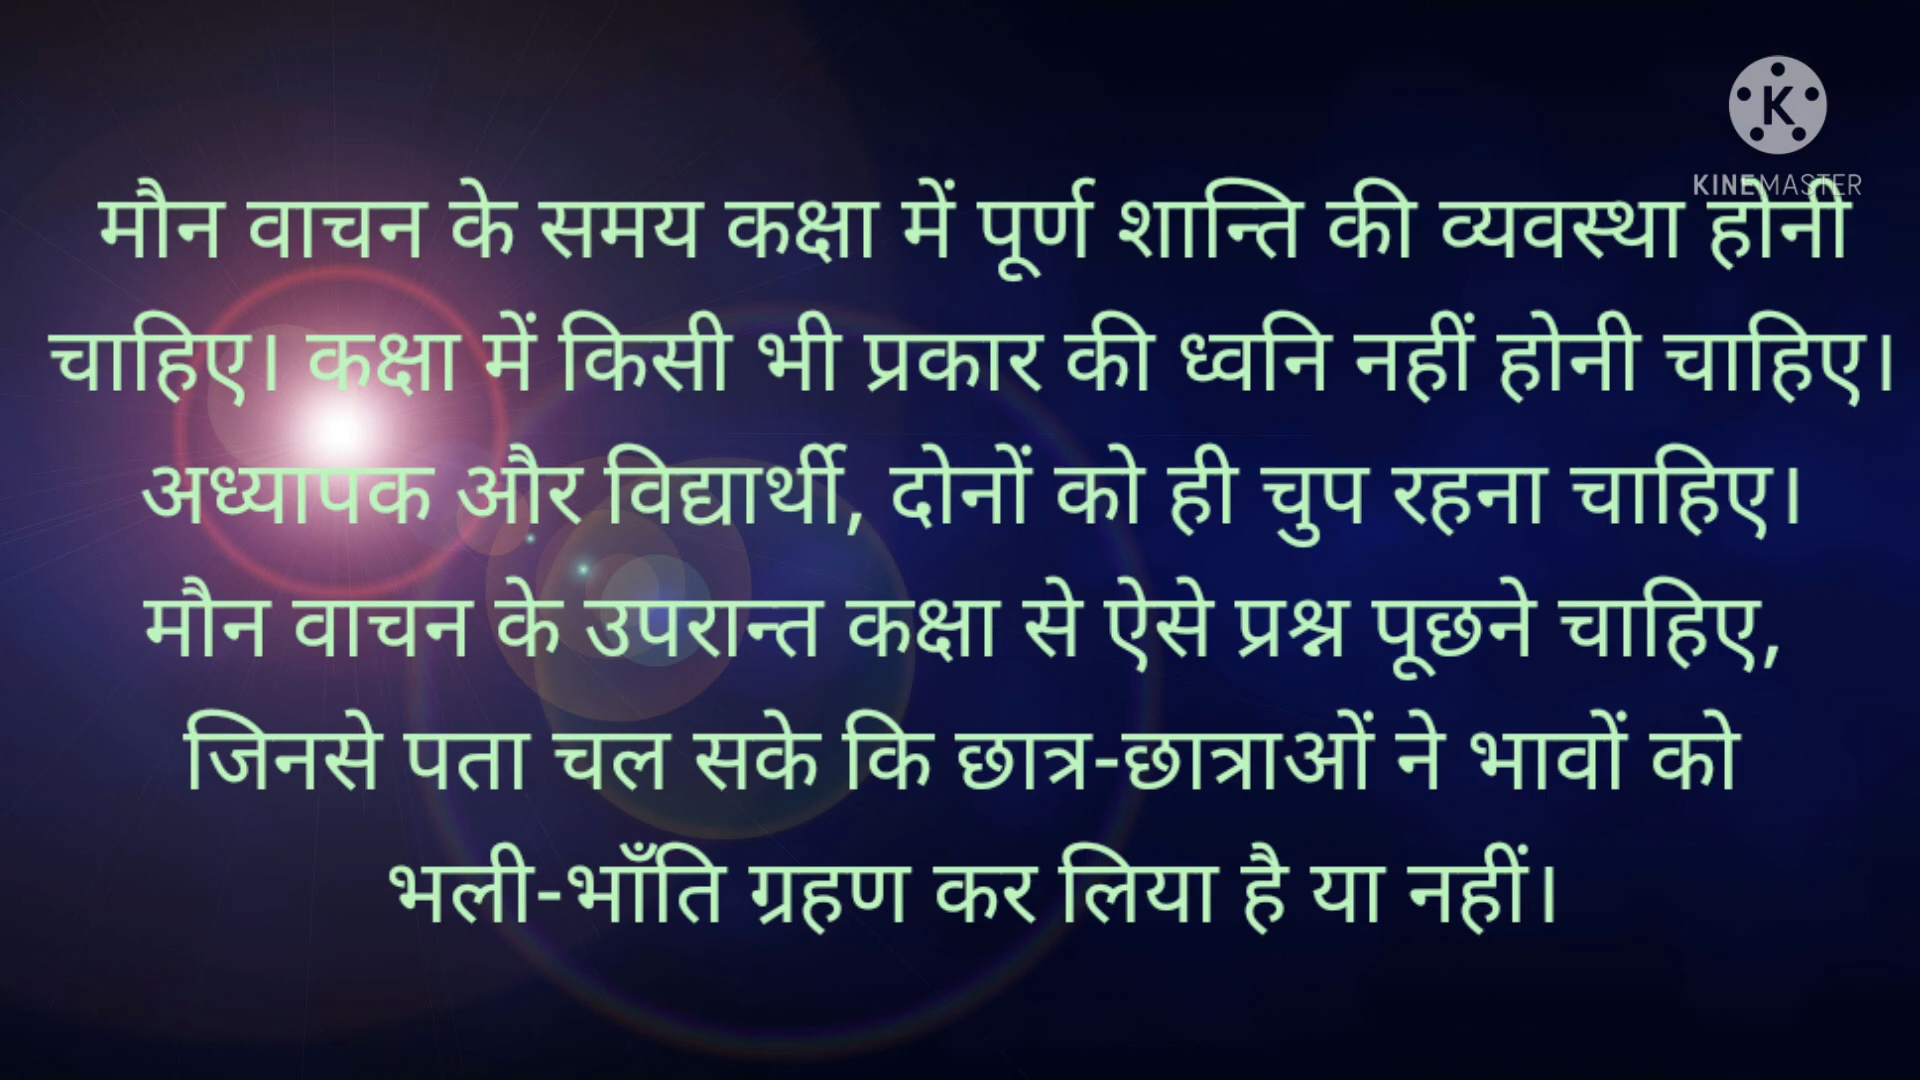 K
KINEMASTER
मौन वाचन के समय कक्षा में पूर्ण शान्ति की व्यवस्था होनी
चाहिए। कक्षा में किसी भी प्रकार की ध्वनि नहीं होनी चाहिए।
अध्यापक और विद्यार्थी, दोनों को ही चुप रहना चाहिए।
मौन वाचन के उपरान्त कक्षा से ऐसे प्रश्न पूछने चाहिए,
जिनसे पता चल सके कि छात्र-छात्राओं ने भावों को
भली-भाँति ग्रहण कर लिया है या नहीं।